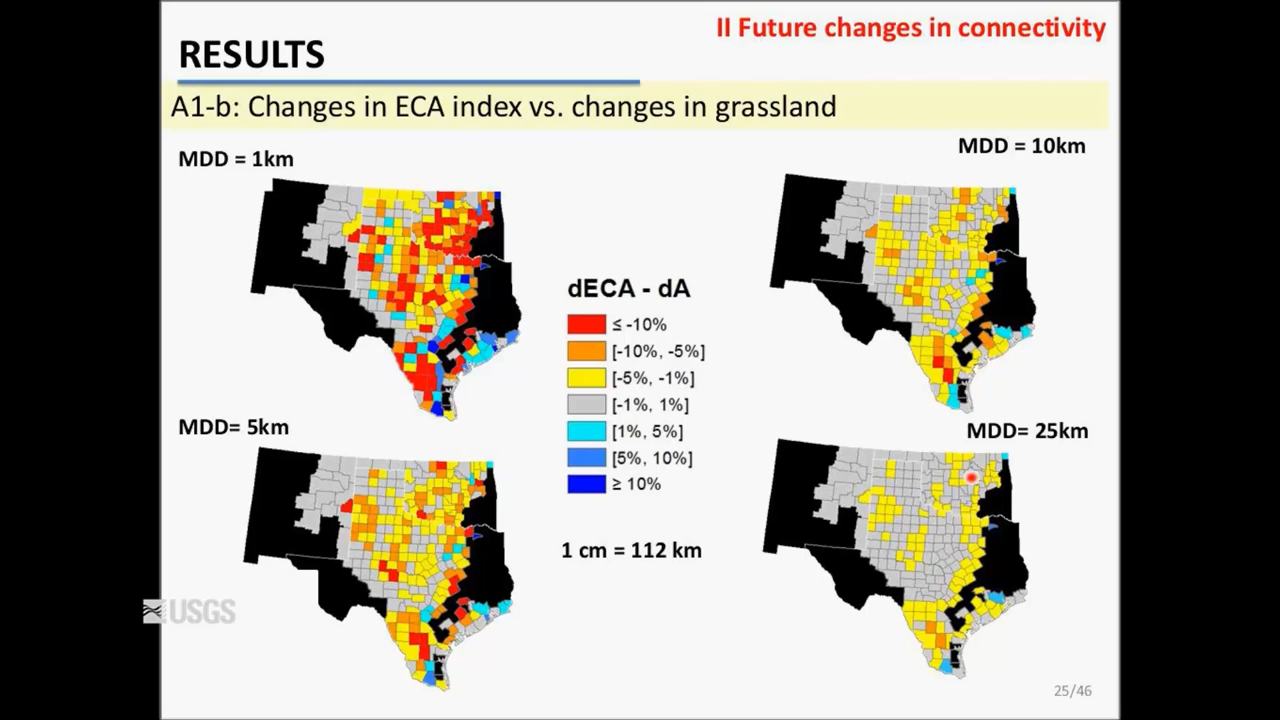 II Future changes in connectivity
RESULTS
A1-b: Changes in ECA index vs. changes in grassland
MDD = 1km
MDD = 10km
dECA - dA
≤ -10%
[-10%, -5%]
[-5%, -1%]
[-1%, 1%]
[1%, 5%]
[5%, 10%]
≥ 10%
MDD= 5km
MDD= 25km
1 cm = 112 km
USGS
25/46